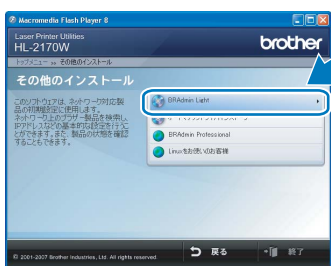 Macromedia Flash Player 8
Laser Printer Utilities
HL-2170W
brother
トップメニュー >> その他のインストール
その他のインストール
このソフトウェアは、ネットワーク対応製
品の初期設定に使用します。
ネットワーク上のブラザー製品を検索し、
IPアドレスなどの基本的な設定を行うこ
とができます。また、製品の状態を確認
することもできます。
BRAdmin Light
BRAdmin Professional
Linuxをお使いのお客様
© 2001-2007 Brother Industries, Ltd. All rights reserved.
戻る
終了